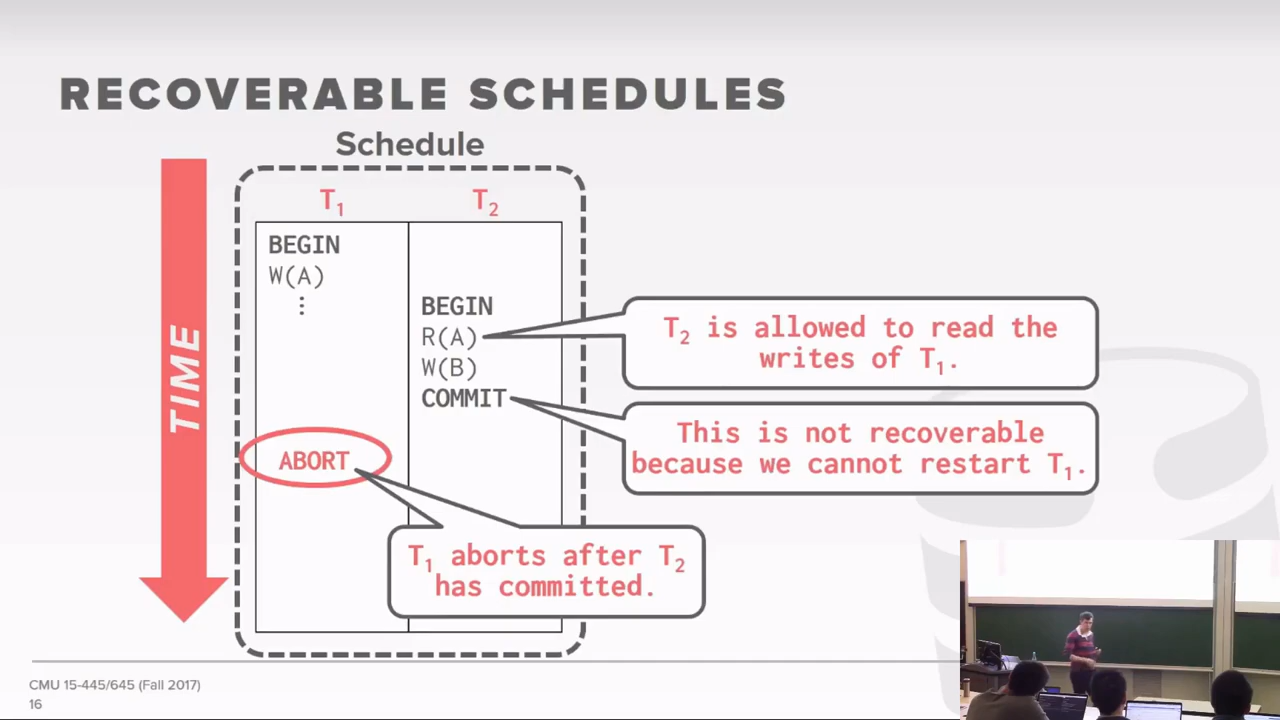 RECOVERABLE SCHEDULES
Schedule
T1 T2
BEGIN
W(A)
⋮
BEGIN
R(A)
W(B)
COMMIT
ABORT
TIME
T2 is allowed to read the
writes of T1.
This is not recoverable
because we cannot restart T1.
T1 aborts after T2
has committed.
CMU 15-445/645 (Fall 2017)
16